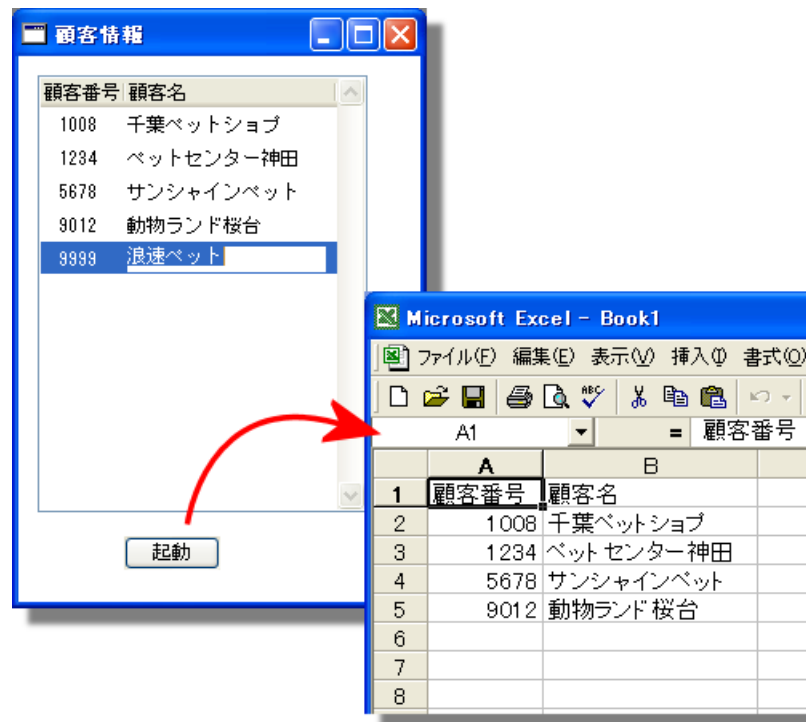 顧客情報
顧客番号 顧客名
1008 千葉ペットショブ
1234 ペットセンター神田
5678 サンシャインペット
9012 動物ランド桜台
9999 浪速ペット
起動
Microsoft Excel - Book1
ファイル(F) 編集(E) 表示(V) 挿入(I) 書式(O)
ABC
A1 = 顧客番号
A B
1 顧客番号 顧客名
2 1008 千葉ペットショブ
3 1234 ペットセンター神田
4 5678 サンシャインペット
5 9012 動物ランド桜台
6
7
8